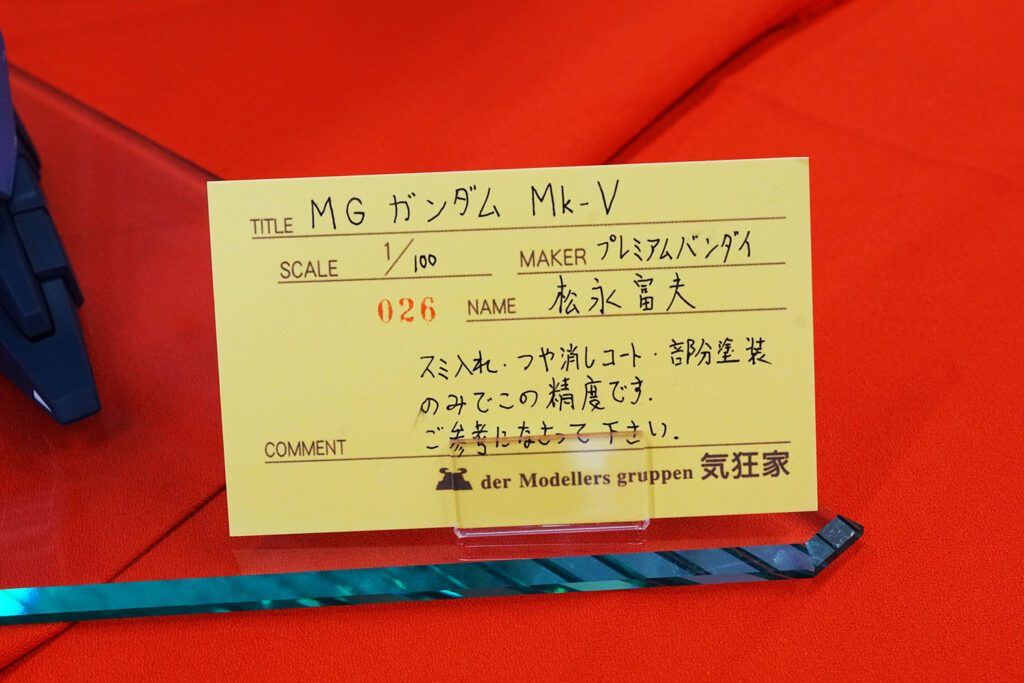 TITLE MG ガンダム Mk-V
SCALE 1/100 MAKER プレミアムバンダイ
026 NAME 松永富夫
スミ入れ・つや消しコート・部分塗装
のみでこの精度です.
COMMENT ご参考になさって下さい.
der Modellers gruppen 気狂家